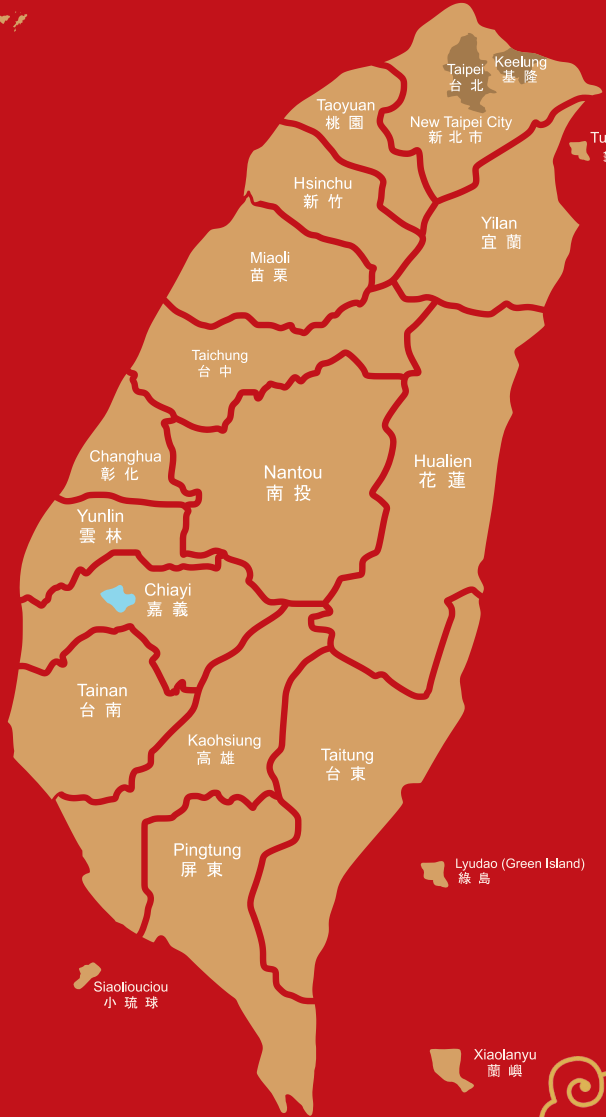 Taipei
台北
Keelung
基隆
Taoyuan
桃園
New Taipei City
新北市
Tu
Hsinchu
新竹
Yilan
宜蘭
Miaoli
苗栗
Taichung
台中
Changhua
彰化
Nantou
南投
Hualien
花蓮
Yunlin
雲林
Chiayi
嘉義
Tainan
台南
Kaohsiung
高雄
Taitung
台東
Pingtung
屏東
Lyudao (Green Island)
綠島
Siaoliouciou
小琉球
Xiaolanyu
蘭嶼